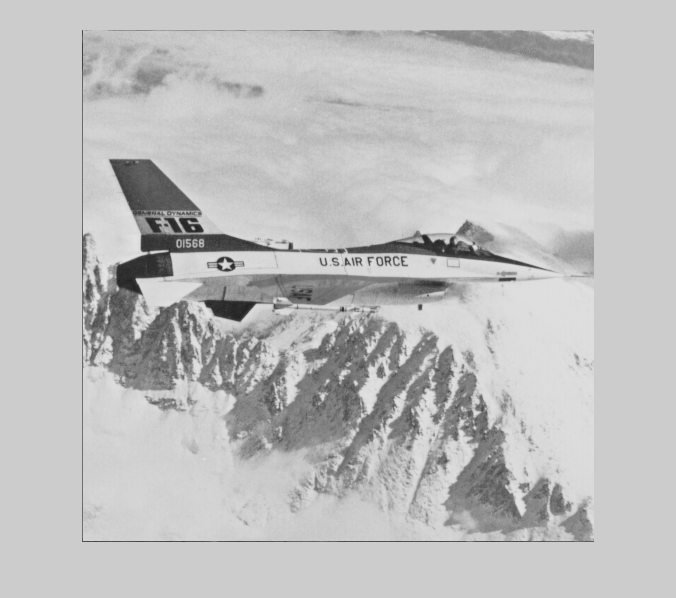 GENERAL DYNAMICS
F-16
01568
U.S. AIR FORCE